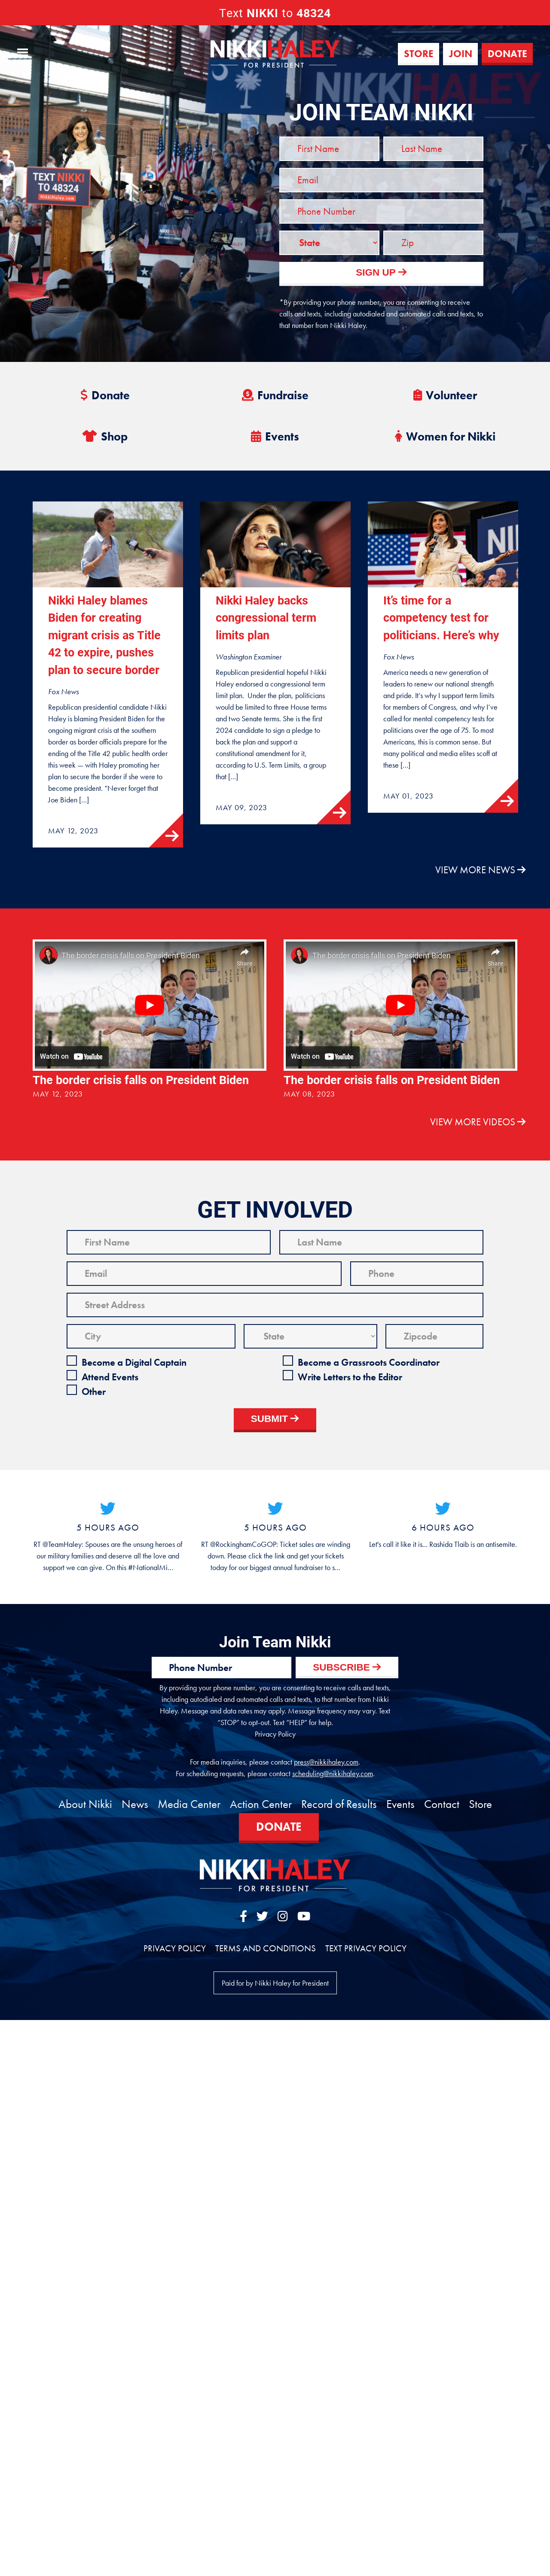 Text NIKKI to 48324
NIKKI HALEY
FOR PRESIDENT
STORE
JOIN
DONATE
TEXT NIKKI
TO 48324
NikkiHaley.com
JOIN TEAM NIKKI
First Name
Last Name
Email
Phone Number
State
Zip
SIGN UP
*By providing your phone number, you are consenting to receive
calls and texts, including autodialed and automated calls and texts, to
that number from Nikki Haley.
Donate
Fundraise
Volunteer
Shop
Events
Women for Nikki
Nikki Haley blames
Biden for creating
migrant crisis as Title
42 to expire, pushes
plan to secure border
Fox News
Republican presidential candidate Nikki
Haley is blaming President Biden for the
ongoing migrant crisis at the southern
border as border officials prepare for the
ending of the Title 42 public health order
this week — with Haley promoting her
plan to secure the border if she were to
become president. "Never forget that
Joe Biden [...]
MAY 12, 2023
Nikki Haley backs
congressional term
limits plan
Washington Examiner
Republican presidential hopeful Nikki
Haley endorsed a congressional term
limit plan.  Under the plan, politicians
would be limited to three House terms
and two Senate terms. She is the first
2024 candidate to sign a pledge to
back the plan and support a
constitutional amendment for it,
according to U.S. Term Limits, a group
that [...]
MAY 09, 2023
It's time for a
competency test for
politicians. Here's why
Fox News
America needs a new generation of
leaders to renew our national strength
and pride. It's why I support term limits
for members of Congress, and why I've
called for mental competency tests for
politicians over the age of 75. To most
Americans, this is common sense. But
many political and media elites scoff at
these [...]
MAY 01, 2023
VIEW MORE NEWS
The border crisis falls on President Biden
Share
Watch on YouTube
The border crisis falls on President Biden
MAY 12, 2023
The border crisis falls on President Biden
Share
Watch on YouTube
The border crisis falls on President Biden
MAY 08, 2023
VIEW MORE VIDEOS
GET INVOLVED
First Name
Last Name
Email
Phone
Street Address
City
State
Zipcode
Become a Digital Captain
Become a Grassroots Coordinator
Attend Events
Write Letters to the Editor
Other
SUBMIT
5 HOURS AGO
RT @TeamHaley: Spouses are the unsung heroes of
our military families and deserve all the love and
support we can give. On this #NationalMi...
5 HOURS AGO
RT @RockinghamCoGOP: Ticket sales are winding
down. Please click the link and get your tickets
today for our biggest annual fundraiser to s...
6 HOURS AGO
Let's call it like it is... Rashida Tlaib is an antisemite.
Join Team Nikki
Phone Number
SUBSCRIBE
By providing your phone number, you are consenting to receive calls and texts,
including autodialed and automated calls and texts, to that number from Nikki
Haley. Message and data rates may apply. Message frequency may vary. Text
"STOP" to opt-out. Text "HELP" for help.
Privacy Policy
For media inquiries, please contact press@nikkihaley.com.
For scheduling requests, please contact scheduling@nikkihaley.com.
About Nikki
News
Media Center
Action Center
Record of Results
Events
Contact
Store
DONATE
NIKKI HALEY
FOR PRESIDENT
PRIVACY POLICY
TERMS AND CONDITIONS
TEXT PRIVACY POLICY
Paid for by Nikki Haley for President